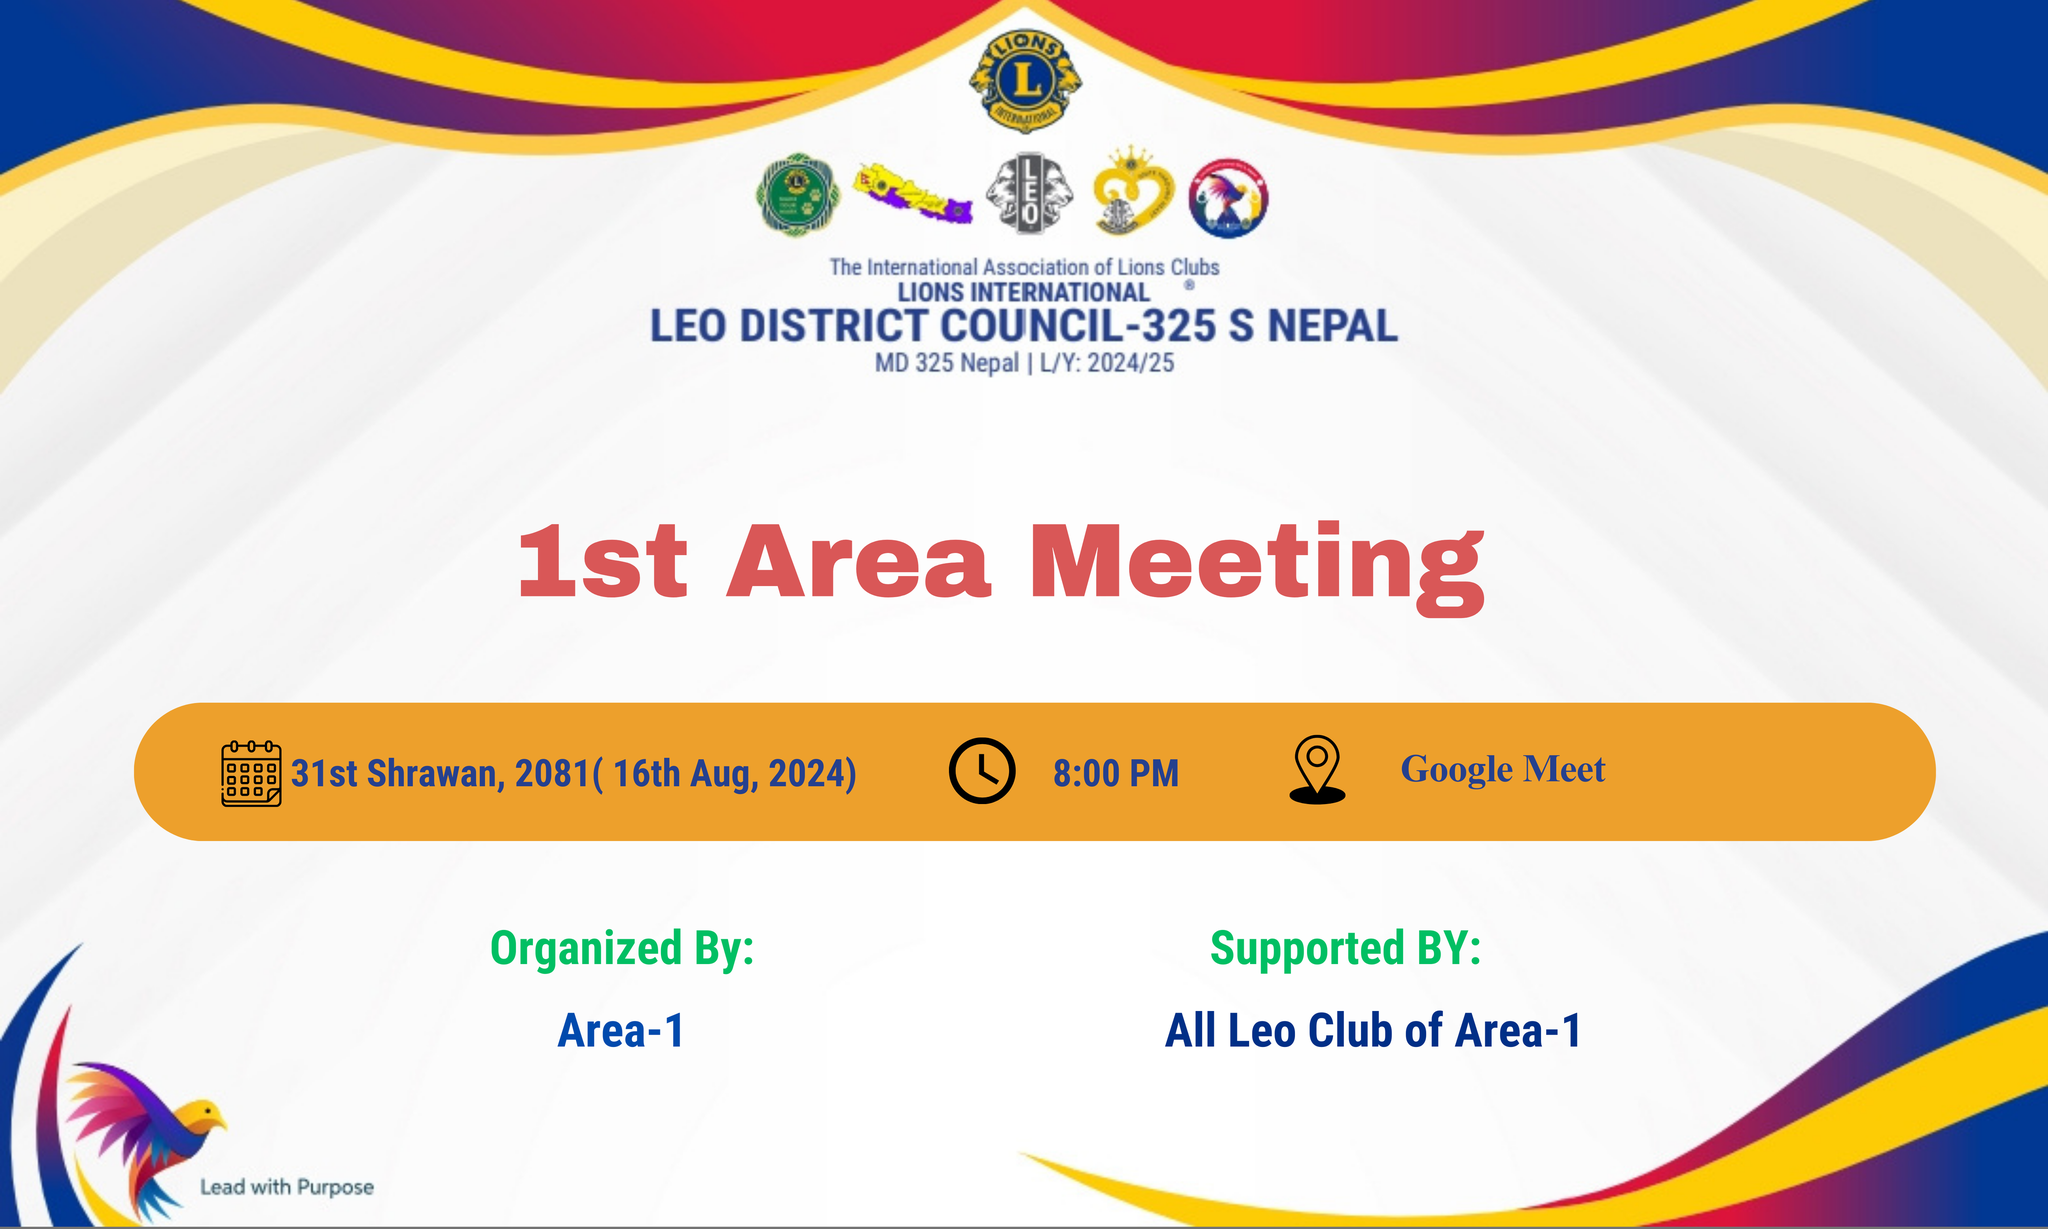 LIONS
L
INTERNATIONAL
LEO
The International Association of Lions Clubs
LIONS INTERNATIONAL ®
LEO DISTRICT COUNCIL-325 S NEPAL
MD 325 Nepal | L/Y: 2024/25
1st Area Meeting
31st Shrawan, 2081( 16th Aug, 2024)
8:00 PM
Google Meet
Organized By:
Supported BY:
Area-1
All Leo Club of Area-1
Lead with Purpose